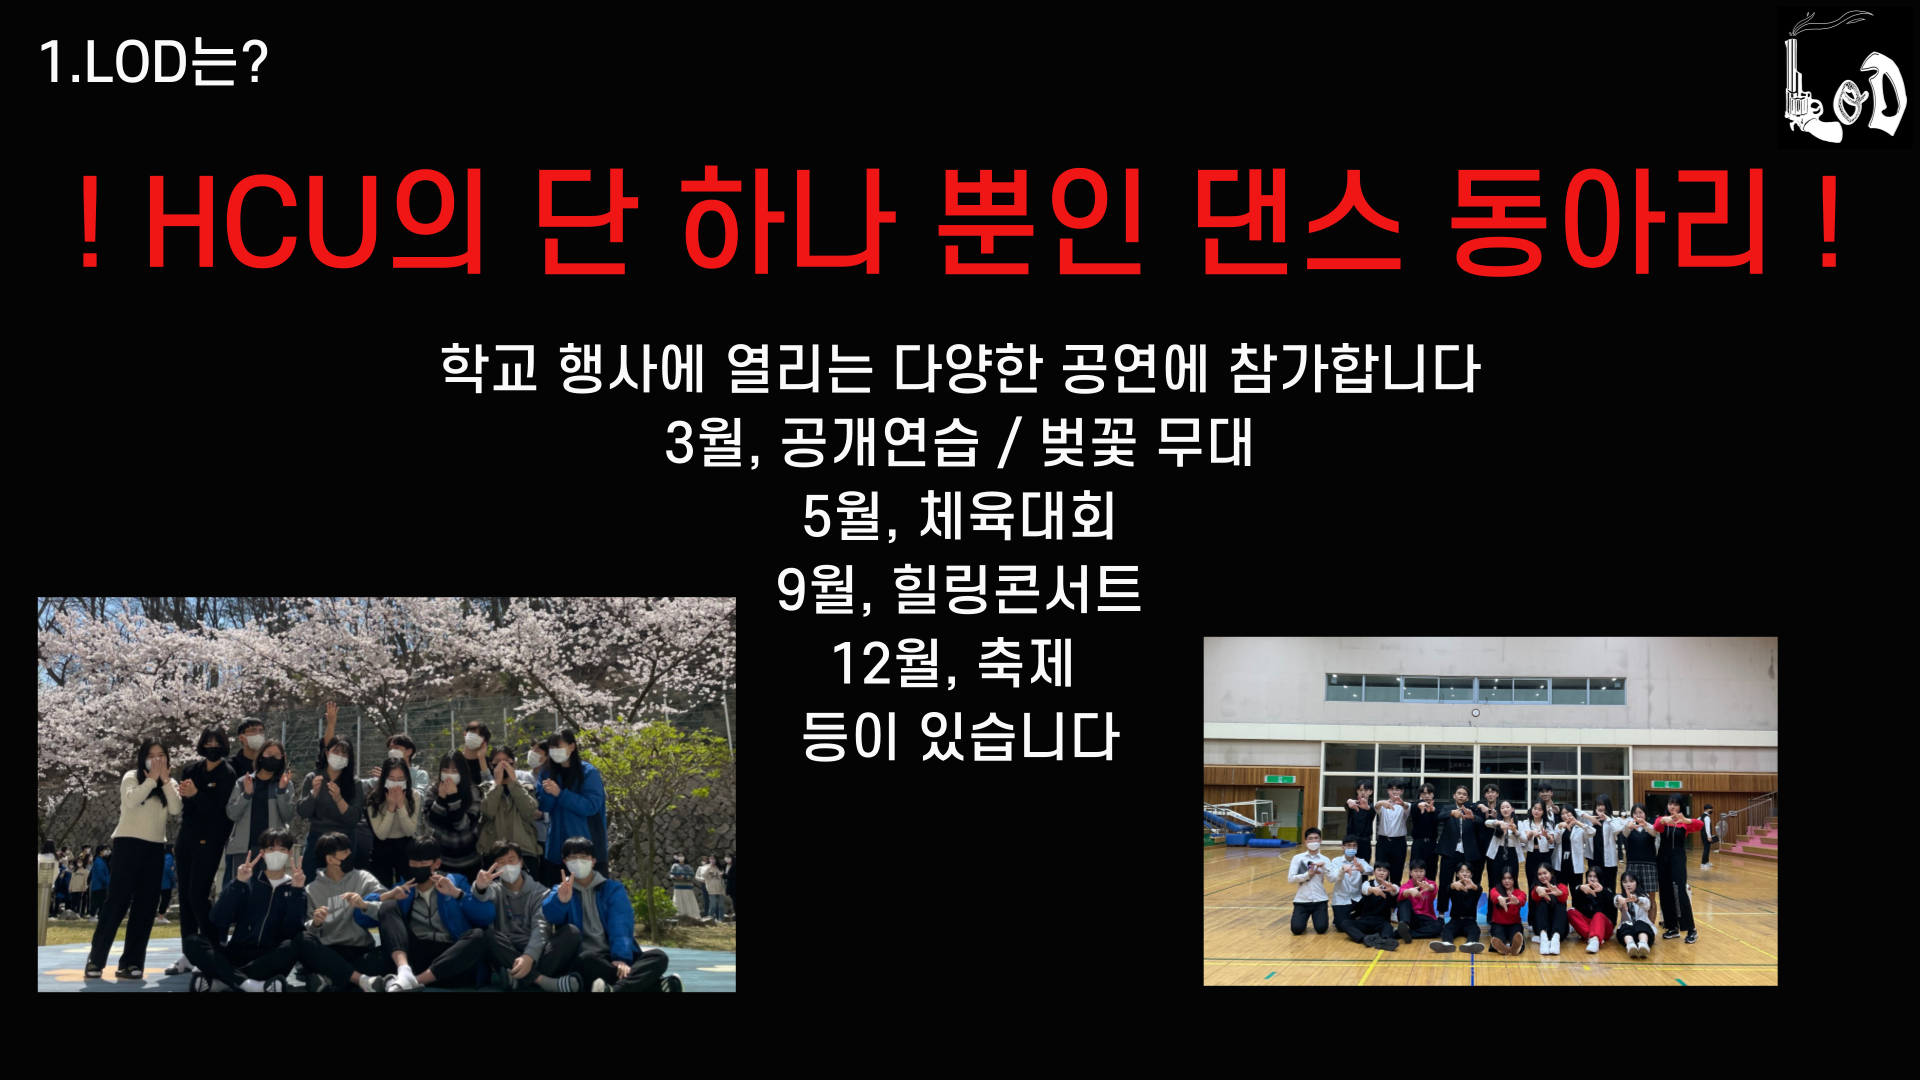 1.LOD는?
LOD
! HCU의 단 하나 뿐인 댄스 동아리 !
학교 행사에 열리는 다양한 공연에 참가합니다
3월, 공개연습 / 벚꽃 무대
5월, 체육대회
9월, 힐링콘서트
12월, 축제
등이 있습니다